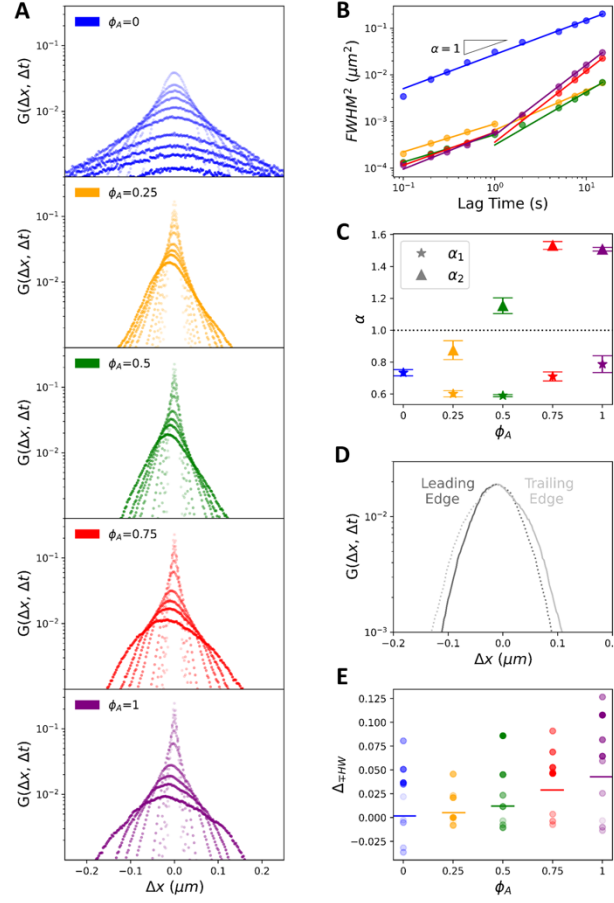 A
ϕA=0
G(Δx, Δt)
10⁻¹
10⁻²
ϕA=0.25
G(Δx, Δt)
10⁻¹
10⁻²
ϕA=0.5
G(Δx, Δt)
10⁻¹
10⁻²
ϕA=0.75
G(Δx, Δt)
10⁻¹
10⁻²
ϕA=1
G(Δx, Δt)
10⁻¹
10⁻²
−0.2 −0.1 0.0 0.1 0.2
Δx (μm)
B
FWHM² (μm²)
10⁻¹
10⁻²
10⁻³
10⁻⁴
α=1
10⁻¹ 10⁰ 10¹
Lag Time (s)
C
α
1.6
1.4
1.2
1.0
0.8
0.6
α₁
α₂
0 0.25 0.5 0.75 1
ϕA
D
G(Δx, Δt)
10⁻²
10⁻³
Leading Edge
Trailing Edge
−0.2 −0.1 0.0 0.1 0.2
Δx (μm)
E
Δ∓HW
0.125
0.100
0.075
0.050
0.025
0.000
−0.025
0 0.25 0.5 0.75 1
ϕA